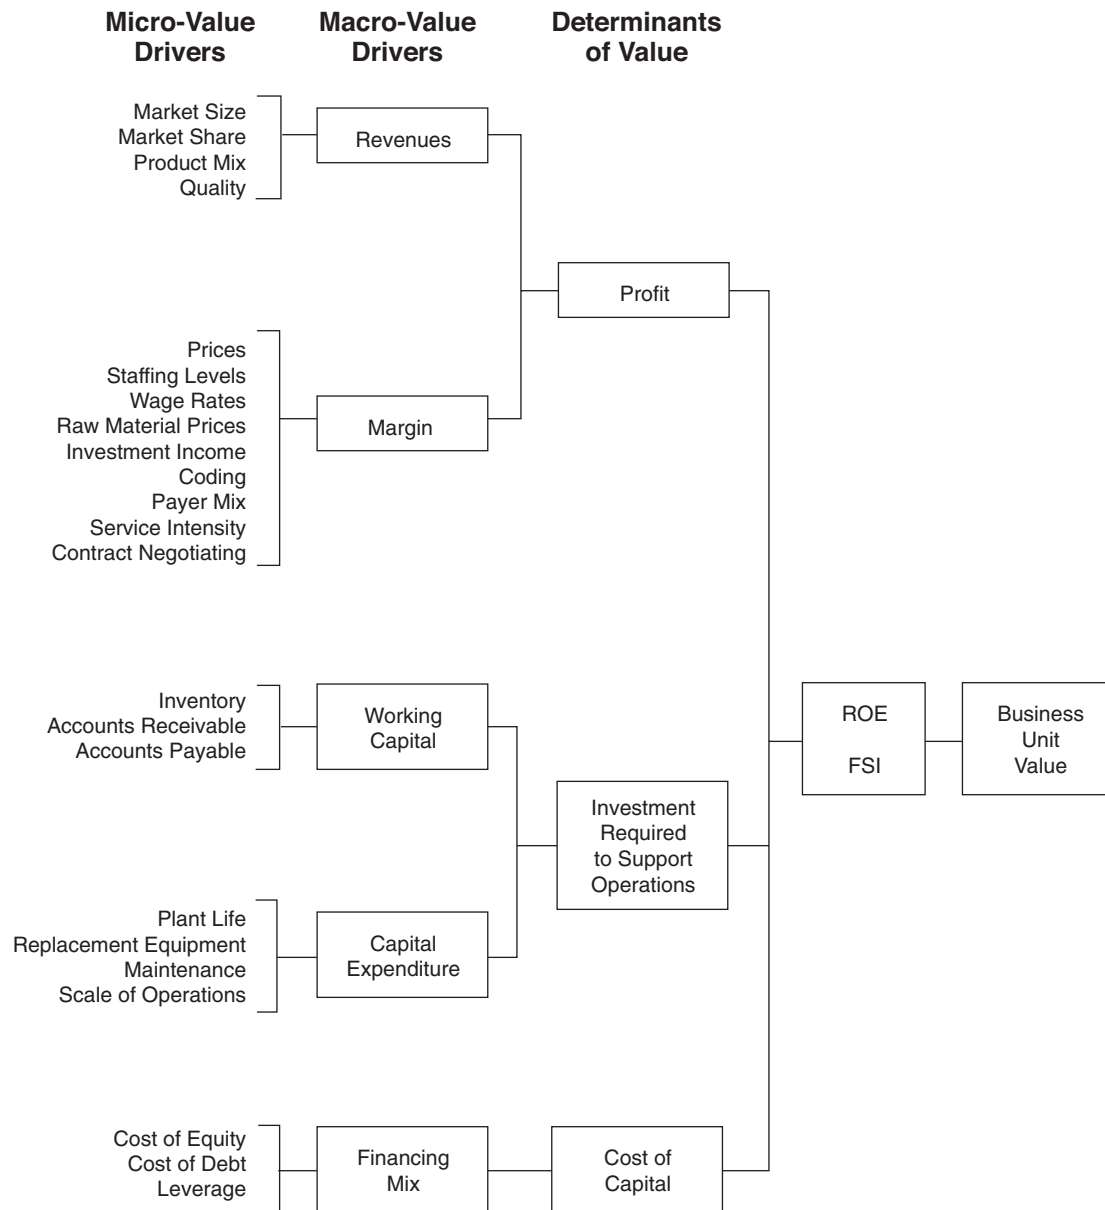 Micro-Value
Drivers
Macro-Value
Drivers
Determinants
of Value
Market Size
Market Share
Product Mix
Quality
Revenues
Profit
Prices
Staffing Levels
Wage Rates
Raw Material Prices
Investment Income
Coding
Payer Mix
Service Intensity
Contract Negotiating
Margin
Inventory
Accounts Receivable
Accounts Payable
Working
Capital
ROE
FSI
Business
Unit
Value
Investment
Required
to Support
Operations
Plant Life
Replacement Equipment
Maintenance
Scale of Operations
Capital
Expenditure
Cost of Equity
Cost of Debt
Leverage
Financing
Mix
Cost of
Capital